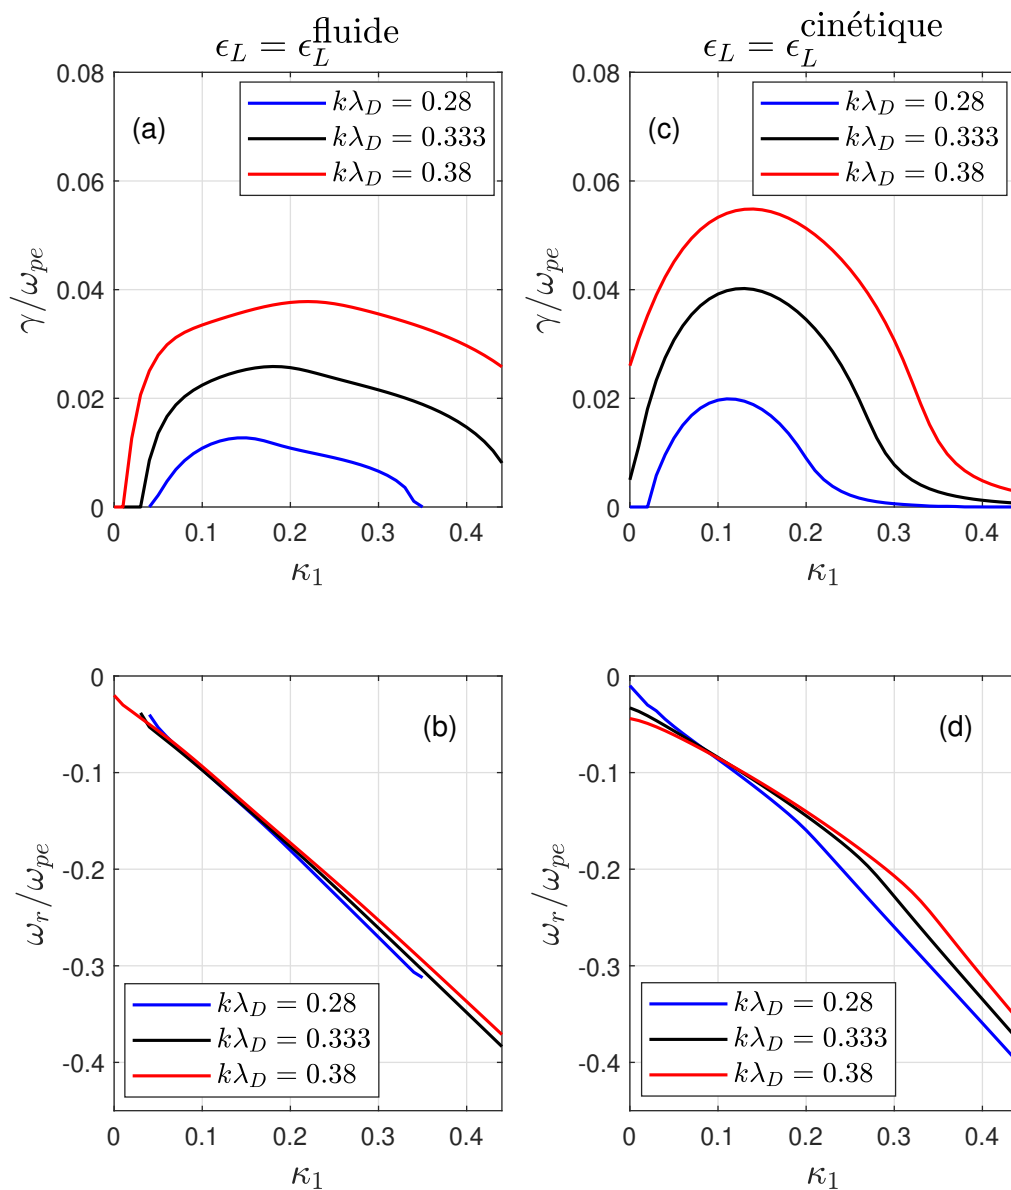 ϵ_L = ϵ_L^fluide
(a)
kλ_D = 0.28
kλ_D = 0.333
kλ_D = 0.38
0.08
0.06
0.04
0.02
0
γ/ω_pe
0 0.1 0.2 0.3 0.4
κ_1
ϵ_L = ϵ_L^cinétique
(c)
kλ_D = 0.28
kλ_D = 0.333
kλ_D = 0.38
0.08
0.06
0.04
0.02
0
γ/ω_pe
0 0.1 0.2 0.3 0.4
κ_1
(b)
0
-0.1
-0.2
-0.3
-0.4
ω_r/ω_pe
kλ_D = 0.28
kλ_D = 0.333
kλ_D = 0.38
0 0.1 0.2 0.3 0.4
κ_1
(d)
0
-0.1
-0.2
-0.3
-0.4
ω_r/ω_pe
kλ_D = 0.28
kλ_D = 0.333
kλ_D = 0.38
0 0.1 0.2 0.3 0.4
κ_1